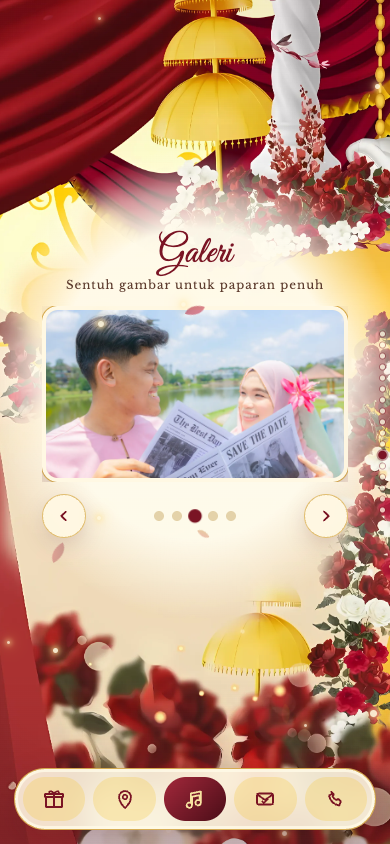 Galeri
Sentuh gambar untuk paparan penuh
The Best Day
SAVE THE DATE
Ever